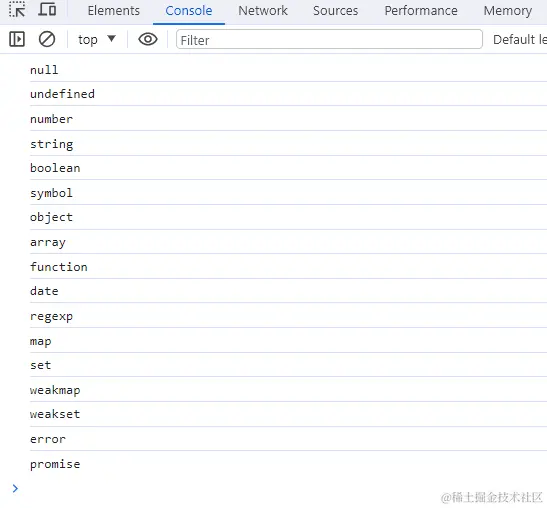 Elements Console Network Sources Performance Memory
top Filter Default le
null
undefined
number
string
boolean
symbol
object
array
function
date
regexp
map
set
weakmap
weakset
error
promise
@稀土掘金技术社区